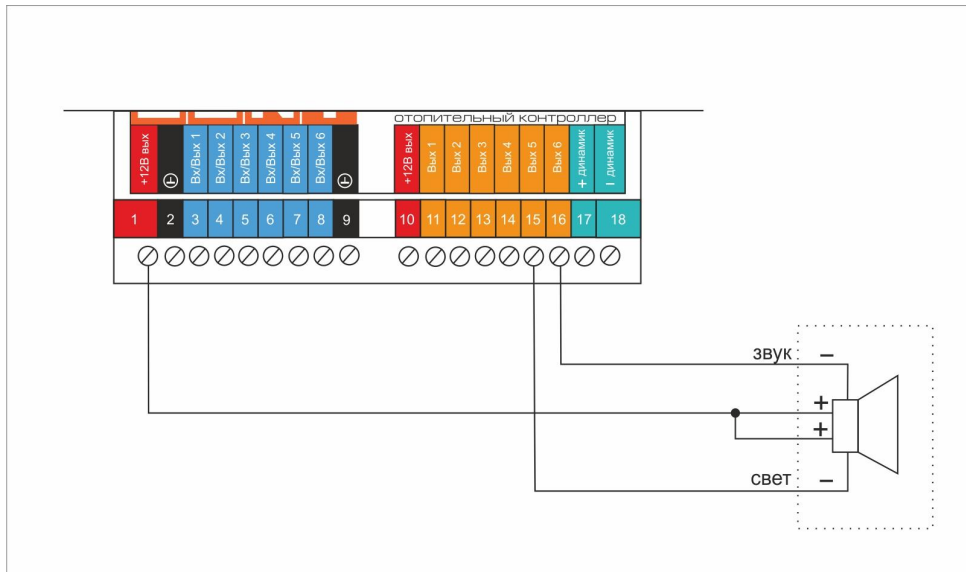 отопительный контроллер
+12В вых
Вх/Вых 1
Вх/Вых 2
Вх/Вых 3
Вх/Вых 4
Вх/Вых 5
Вх/Вых 6
+12В вых
Вых 1
Вых 2
Вых 3
Вых 4
Вых 5
Вых 6
+ динамик
− динамик
1 2 3 4 5 6 7 8 9 10 11 12 13 14 15 16 17 18
звук −
+
+
свет −